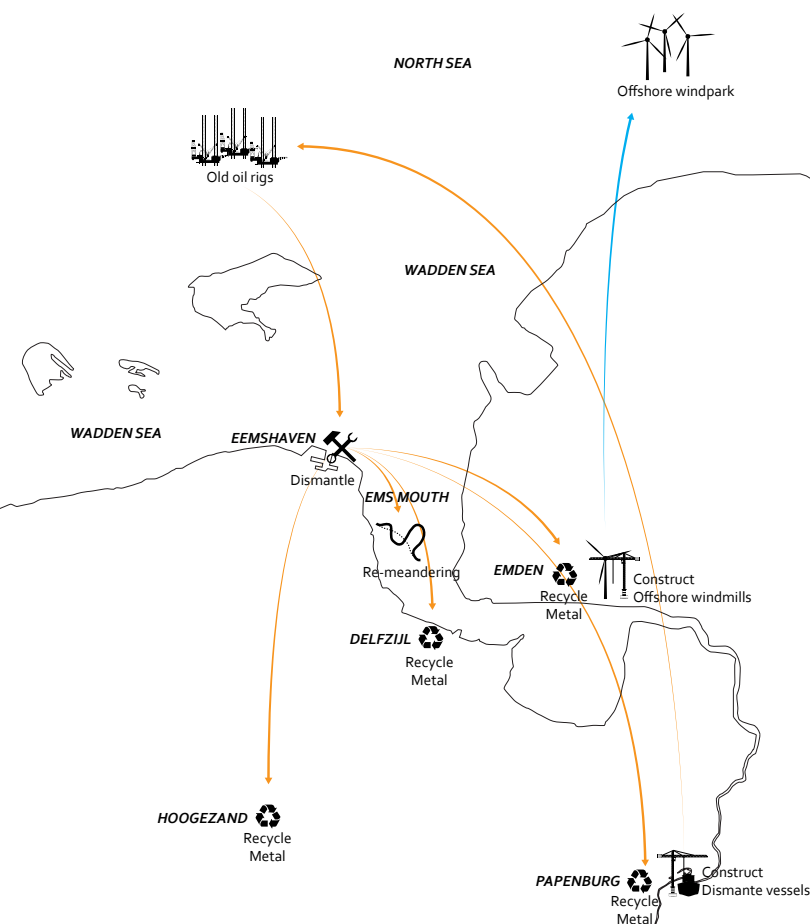 NORTH SEA
Offshore windpark
Old oil rigs
WADDEN SEA
WADDEN SEA
EEMSHAVEN
Dismantle
EMS MOUTH
Re-meandering
EMDEN
Recycle
Metal
Construct
Offshore windmills
DELFZIJL
Recycle
Metal
HOOGEZAND
Recycle
Metal
PAPENBURG
Recycle
Metal
Construct
Dismante vessels